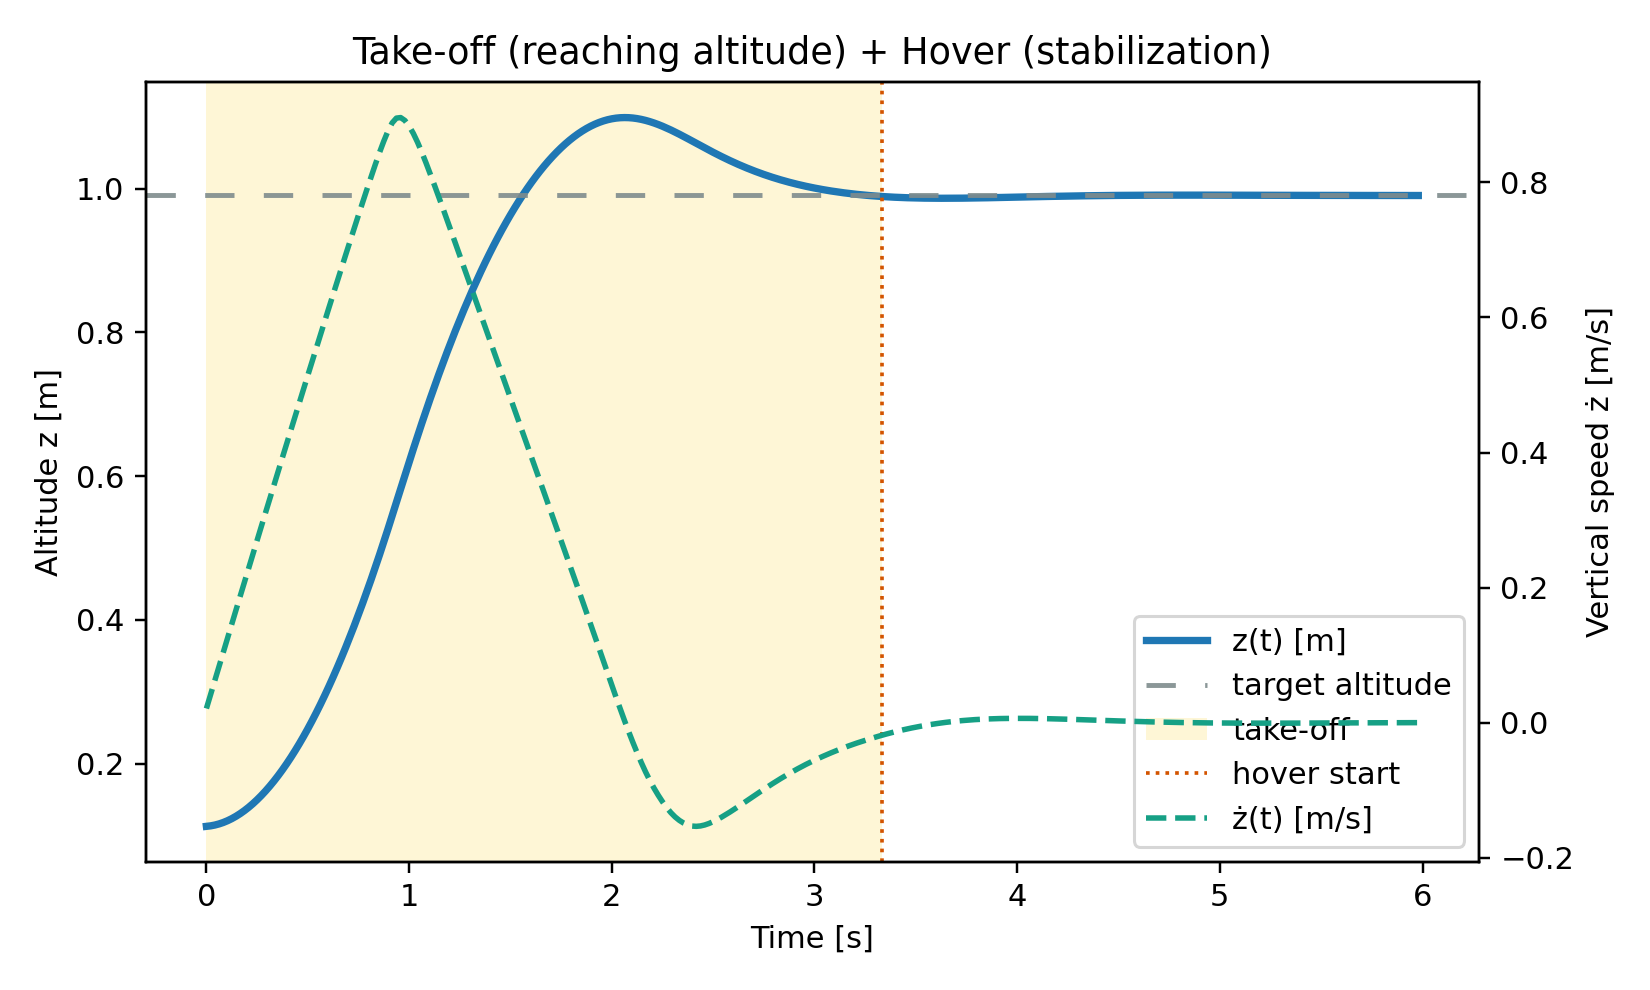 Take-off (reaching altitude) + Hover (stabilization)
Altitude z [m]
1.0
0.8
0.6
0.4
0.2
0.8
0.6
0.4
0.2
0.0
−0.2
Vertical speed ż [m/s]
z(t) [m]
target altitude
take-off
hover start
ż(t) [m/s]
0 1 2 3 4 5 6
Time [s]